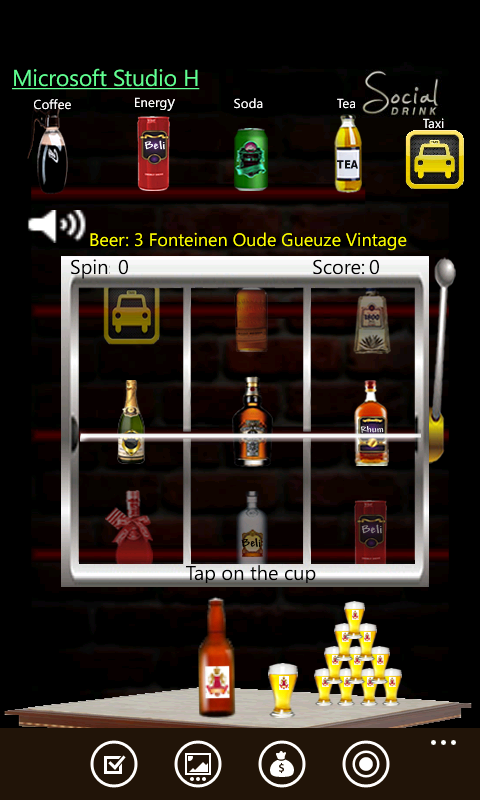 Microsoft Studio H
Social
DRINK
Coffee
Energy
Soda
Tea
Taxi
Beli
TEA
Beer: 3 Fonteinen Oude Gueuze Vintage
Spin: 0
Score: 0
1800
Rhum
Beli
Beli
Tap on the cup
$